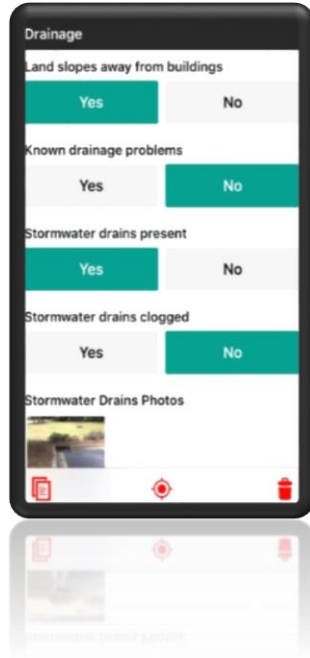 Drainage
Land slopes away from buildings
Yes No
Known drainage problems
Yes No
Stormwater drains present
Yes No
Stormwater drains clogged
Yes No
Stormwater Drains Photos